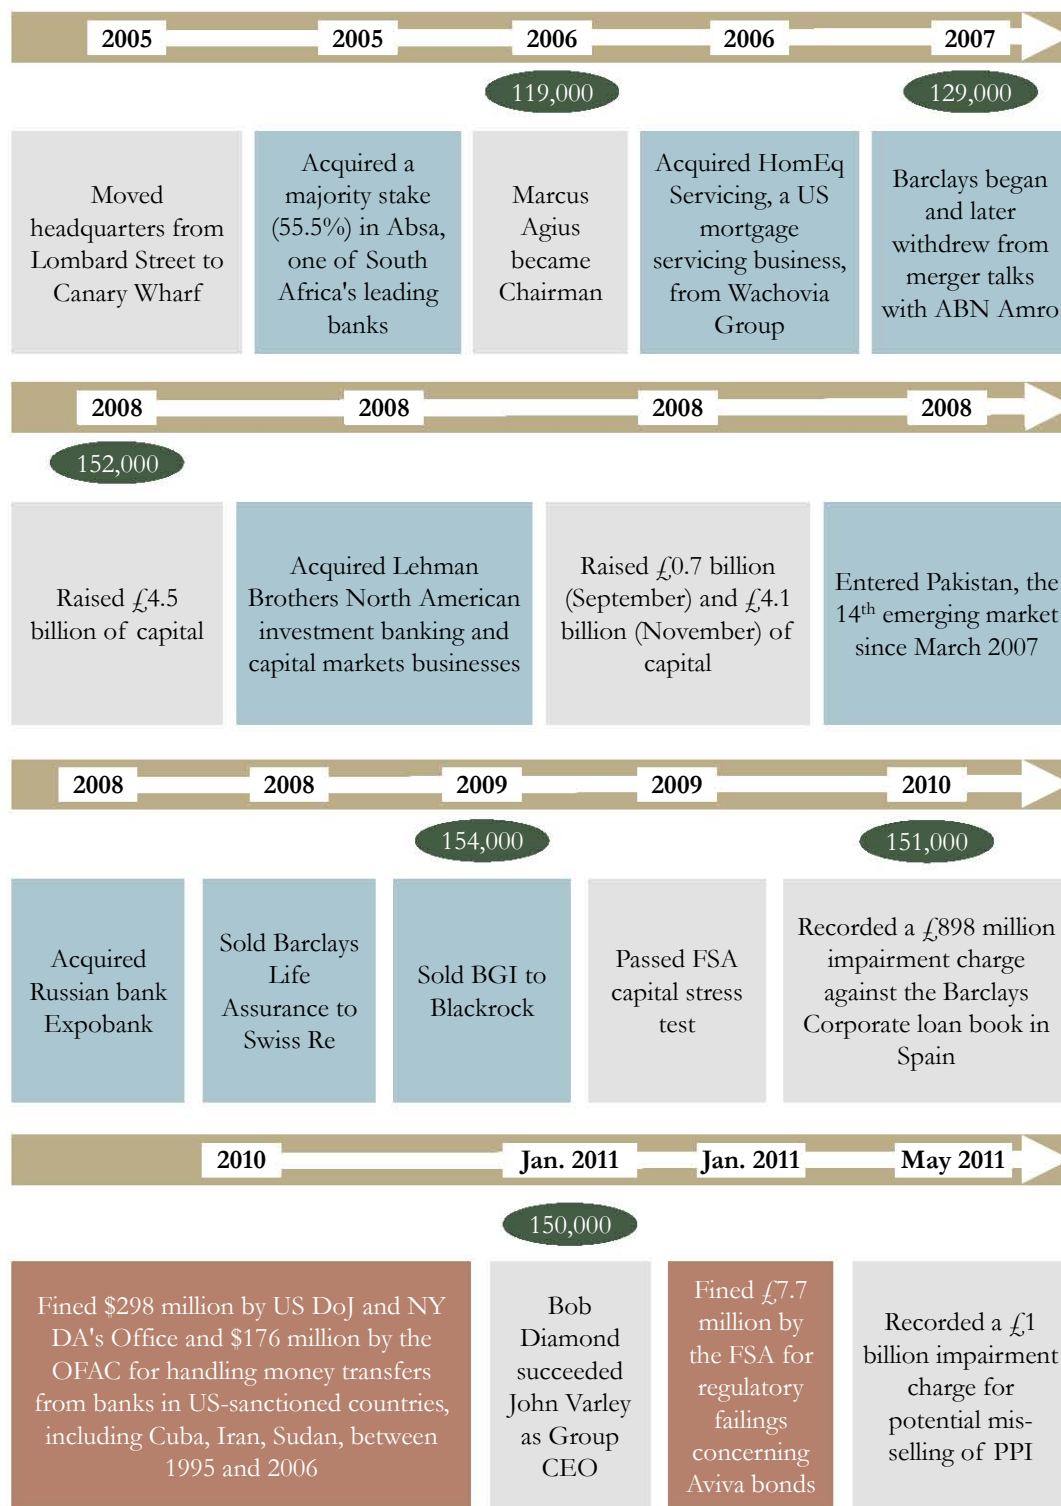 2005 2005 2006 2006 2007
119,000 129,000
Moved
headquarters from
Lombard Street to
Canary Wharf
Acquired a
majority stake
(55.5%) in Absa,
one of South
Africa's leading
banks
Marcus
Agius
became
Chairman
Acquired HomEq
Servicing, a US
mortgage
servicing business,
from Wachovia
Group
Barclays began
and later
withdrew from
merger talks
with ABN Amro
2008 2008 2008 2008
152,000
Raised £4.5
billion of capital
Acquired Lehman
Brothers North American
investment banking and
capital markets businesses
Raised £0.7 billion
(September) and £4.1
billion (November) of
capital
Entered Pakistan, the
14th emerging market
since March 2007
2008 2008 2009 2009 2010
154,000 151,000
Acquired
Russian bank
Expobank
Sold Barclays
Life
Assurance to
Swiss Re
Sold BGI to
Blackrock
Passed FSA
capital stress
test
Recorded a £898 million
impairment charge
against the Barclays
Corporate loan book in
Spain
2010 Jan. 2011 Jan. 2011 May 2011
150,000
Fined $298 million by US DoJ and NY
DA's Office and $176 million by the
OFAC for handling money transfers
from banks in US-sanctioned countries,
including Cuba, Iran, Sudan, between
1995 and 2006
Bob
Diamond
succeeded
John Varley
as Group
CEO
Fined £7.7
million by
the FSA for
regulatory
failings
concerning
Aviva bonds
Recorded a £1
billion impairment
charge for
potential mis-
selling of PPI